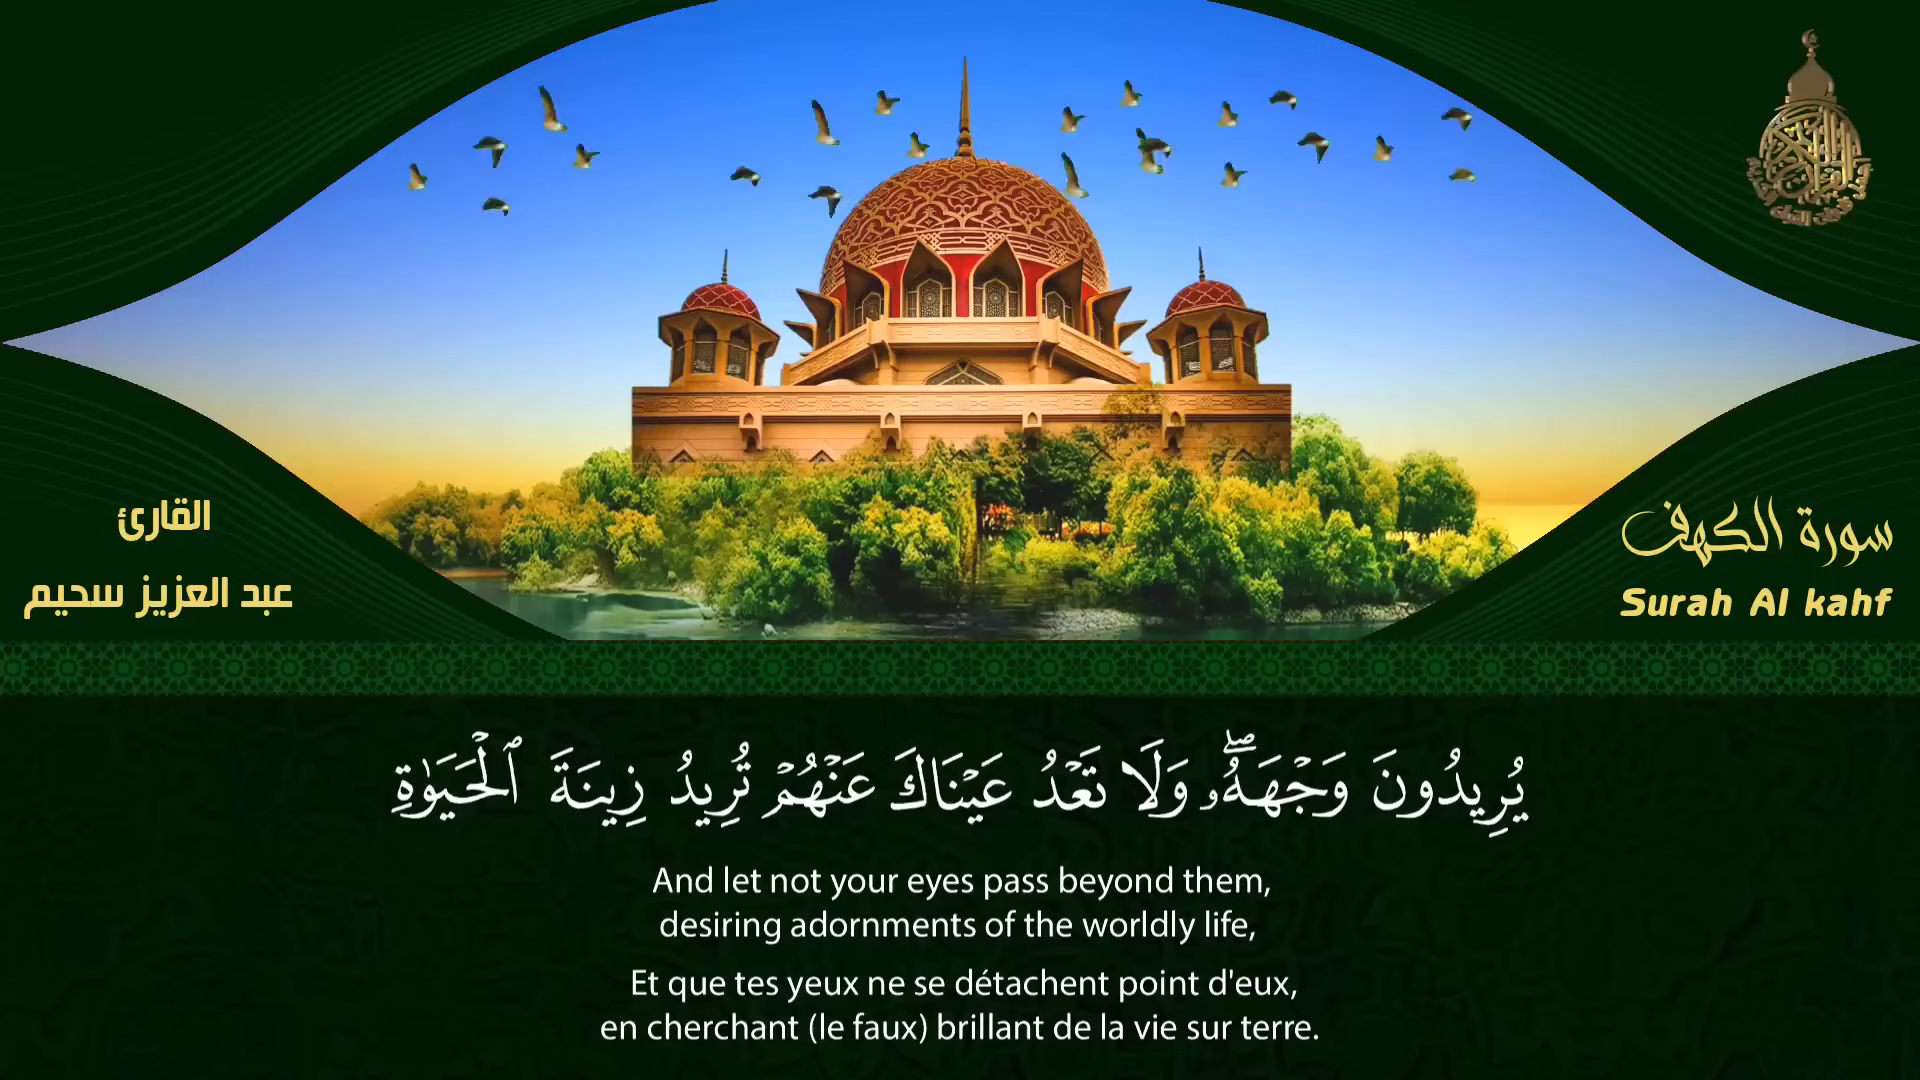 القارئ
عبد العزيز سحيم
سورة الكهف
Surah Al kahf
يُرِيدُونَ وَجْهَهُۥۖ وَلَا تَعْدُ عَيْنَاكَ عَنْهُمْ تُرِيدُ زِينَةَ ٱلْحَيَوٰةِ
And let not your eyes pass beyond them,
desiring adornments of the worldly life,
Et que tes yeux ne se détachent point d'eux,
en cherchant (le faux) brillant de la vie sur terre.